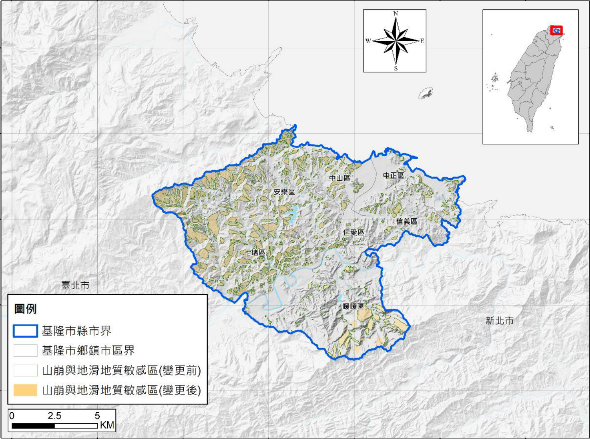 N
W
E
S
中山區
中正區
安樂區
信義區
仁愛區
七堵區
暖暖區
臺北市
新北市
圖例
基隆市縣市界
基隆市鄉鎮市區界
山崩與地滑地質敏感區(變更前)
山崩與地滑地質敏感區(變更後)
0 2.5 5
KM